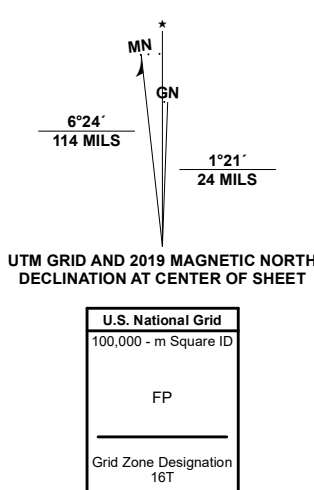 ★
MN
GN
6°24´
114 MILS
1°21´
24 MILS
UTM GRID AND 2019 MAGNETIC NORTH
DECLINATION AT CENTER OF SHEET
U.S. National Grid
100,000 - m Square ID
FP
Grid Zone Designation
16T